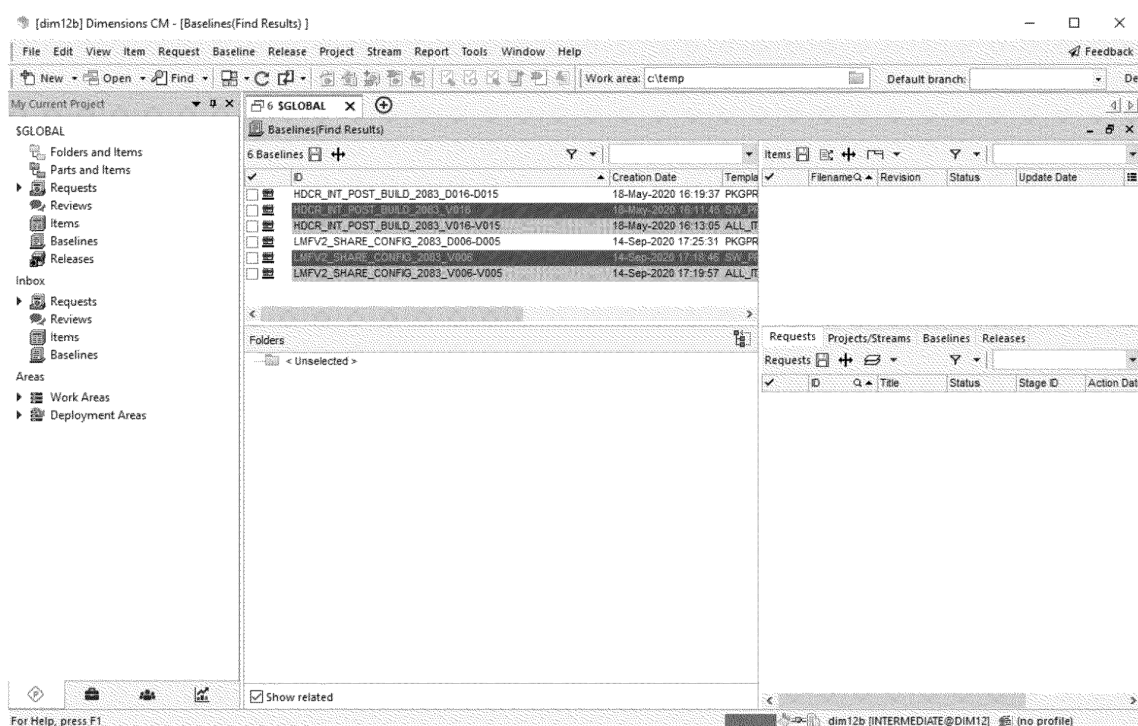 [dim12b] Dimensions CM - [Baselines(Find Results) ]
File Edit View Item Request Baseline Release Project Stream Report Tools Window Help
Feedback
New Open Find Work area: c:\temp Default branch: De
My Current Project
6 $GLOBAL
$GLOBAL
Folders and Items
Parts and Items
Requests
Reviews
Items
Baselines
Releases
Inbox
Requests
Reviews
Items
Baselines
Areas
Work Areas
Deployment Areas
Baselines(Find Results)
6 Baselines
ID Creation Date Templa
HDCR_INT_POST_BUILD_2083_D016-D015 18-May-2020 16:19:37 PKGPR
HDCR_INT_POST_BUILD_2083_V016 18-May-2020 16:11:45 SW_PR
HDCR_INT_POST_BUILD_2083_V016-V015 18-May-2020 16:13:05 ALL_IT
LMFV2_SHARE_CONFIG_2083_D006-D005 14-Sep-2020 17:25:31 PKGPR
LMFV2_SHARE_CONFIG_2083_V006 14-Sep-2020 17:18:46 SW_PR
LMFV2_SHARE_CONFIG_2083_V006-V005 14-Sep-2020 17:19:57 ALL_IT
Items
Filename Revision Status Update Date
Folders
< Unselected >
Show related
Requests Projects/Streams Baselines Releases
Requests
ID Title Status Stage ID Action Dat
For Help, press F1
dim12b [INTERMEDIATE@DIM12] (no profile)